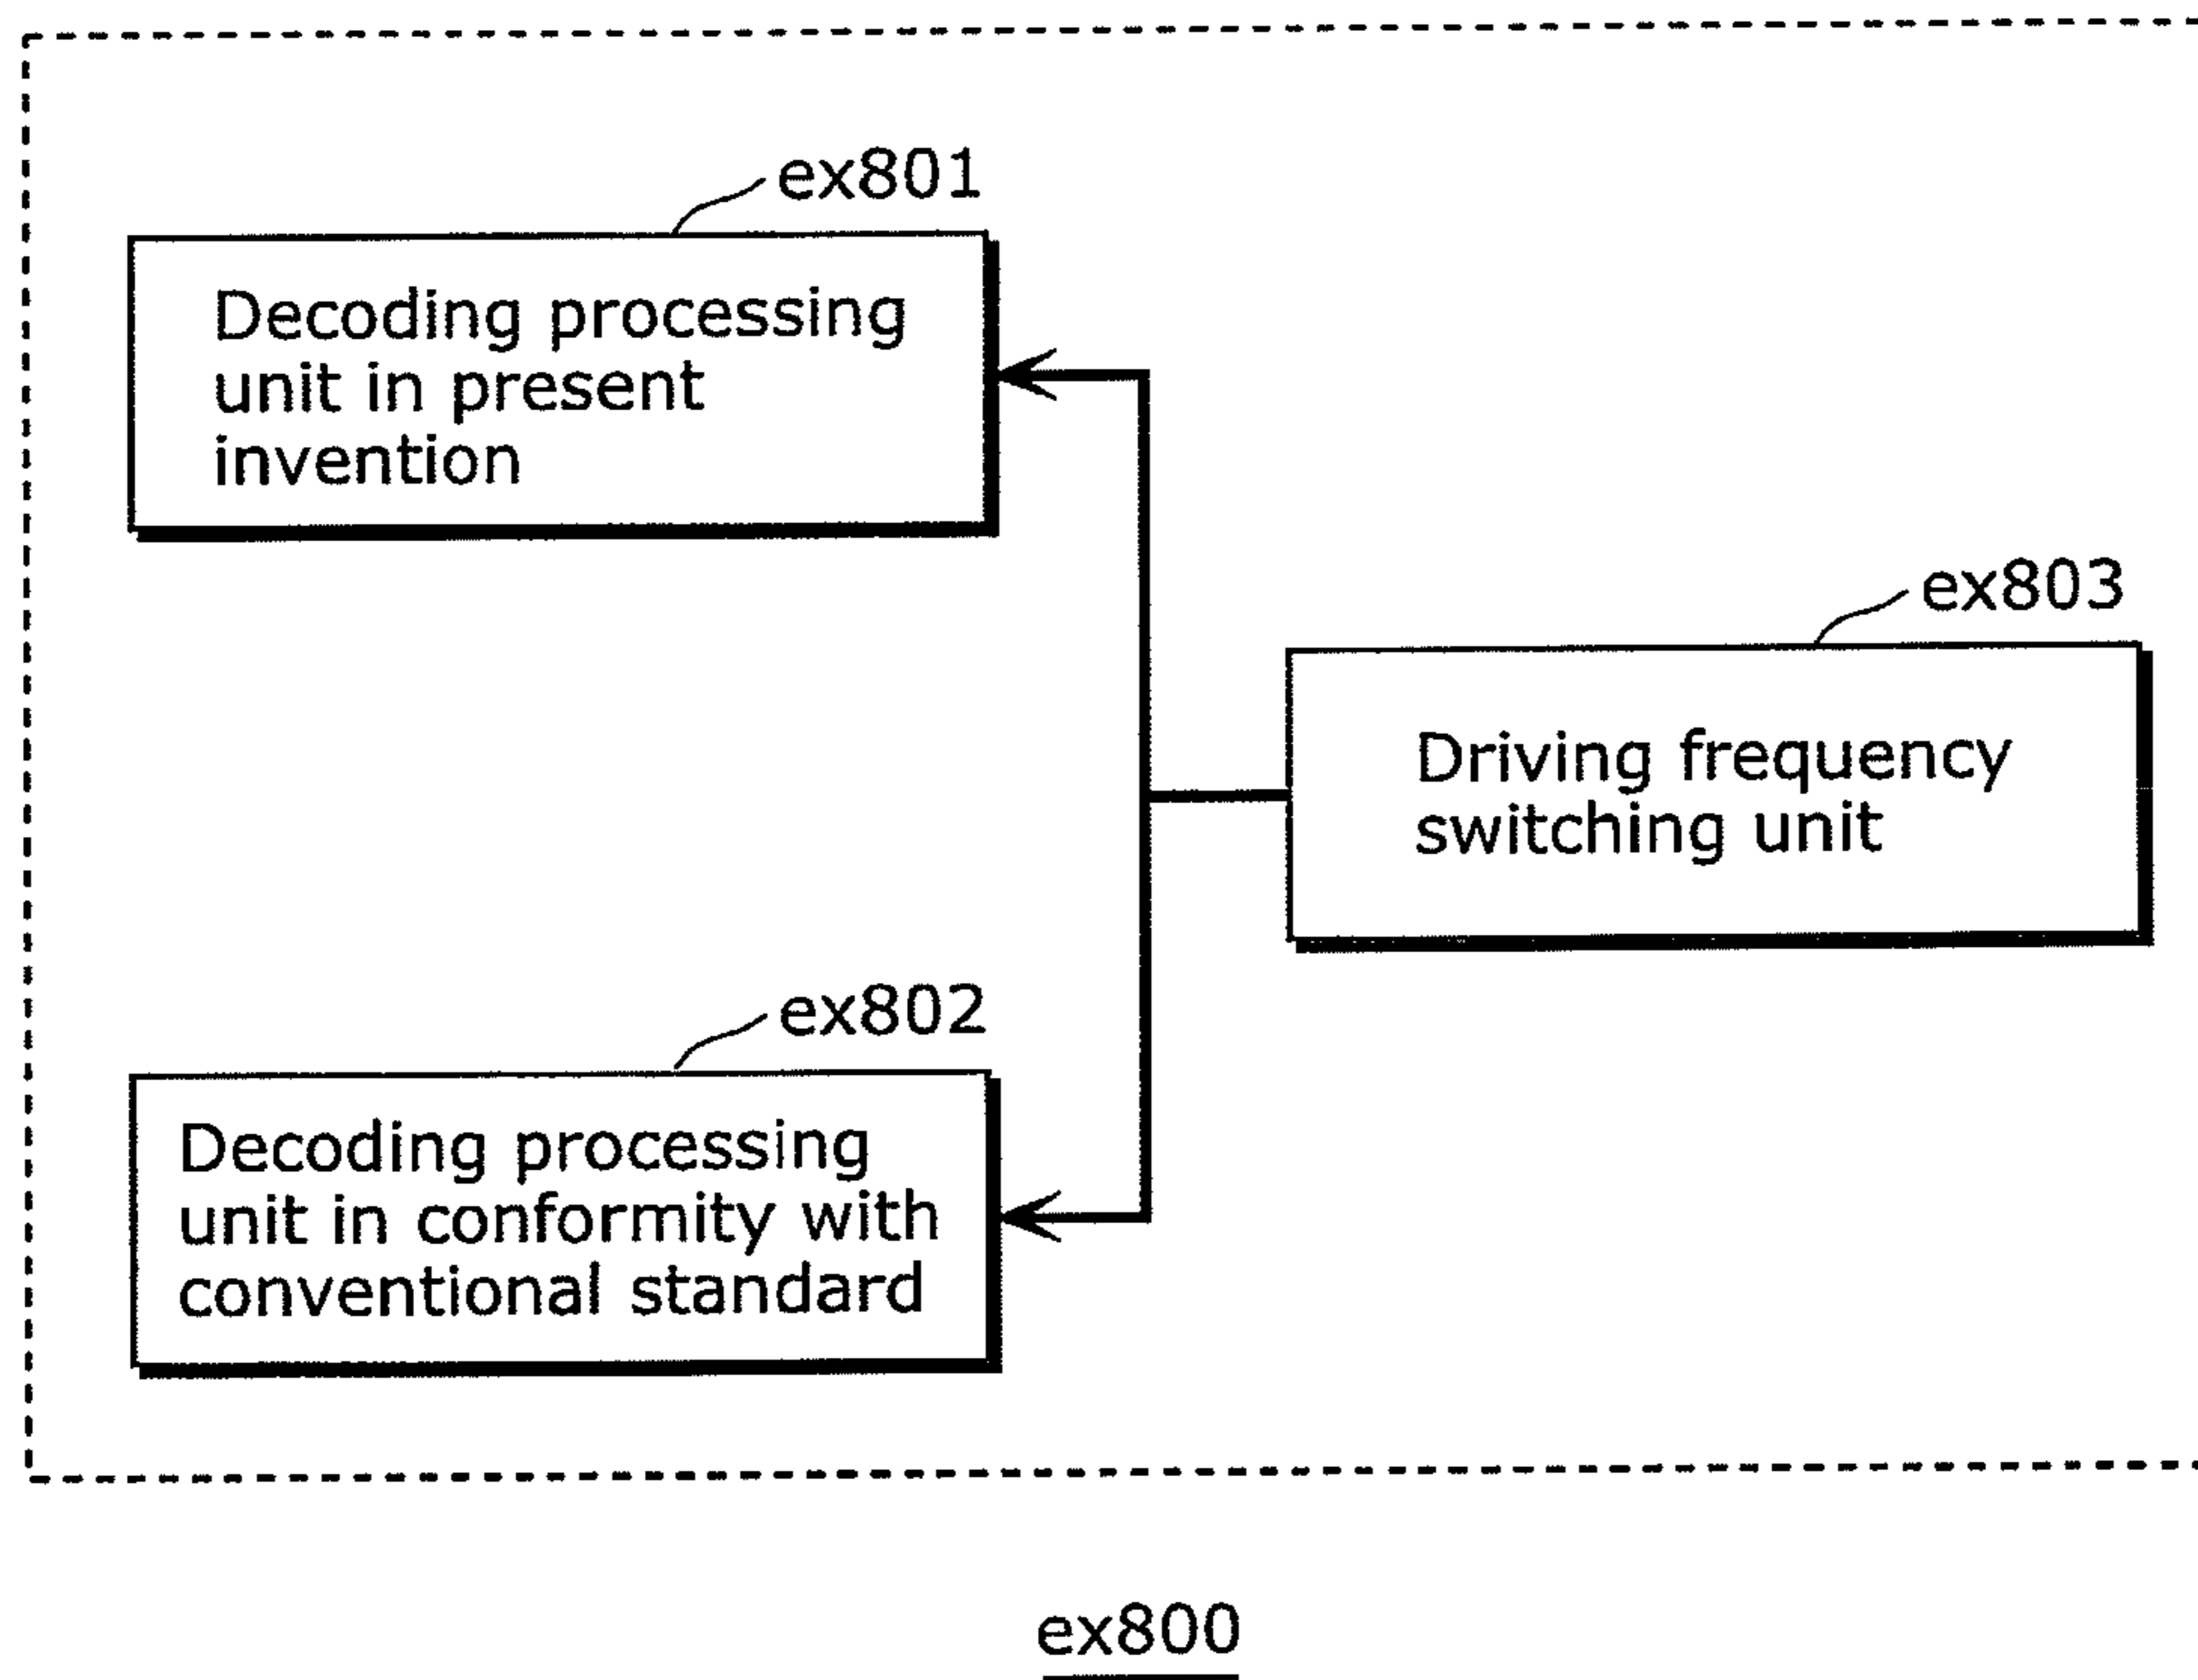 ex801
Decoding processing
unit in present
invention
ex803
Driving frequency
switching unit
ex802
Decoding processing
unit in conformity with
conventional standard
ex800